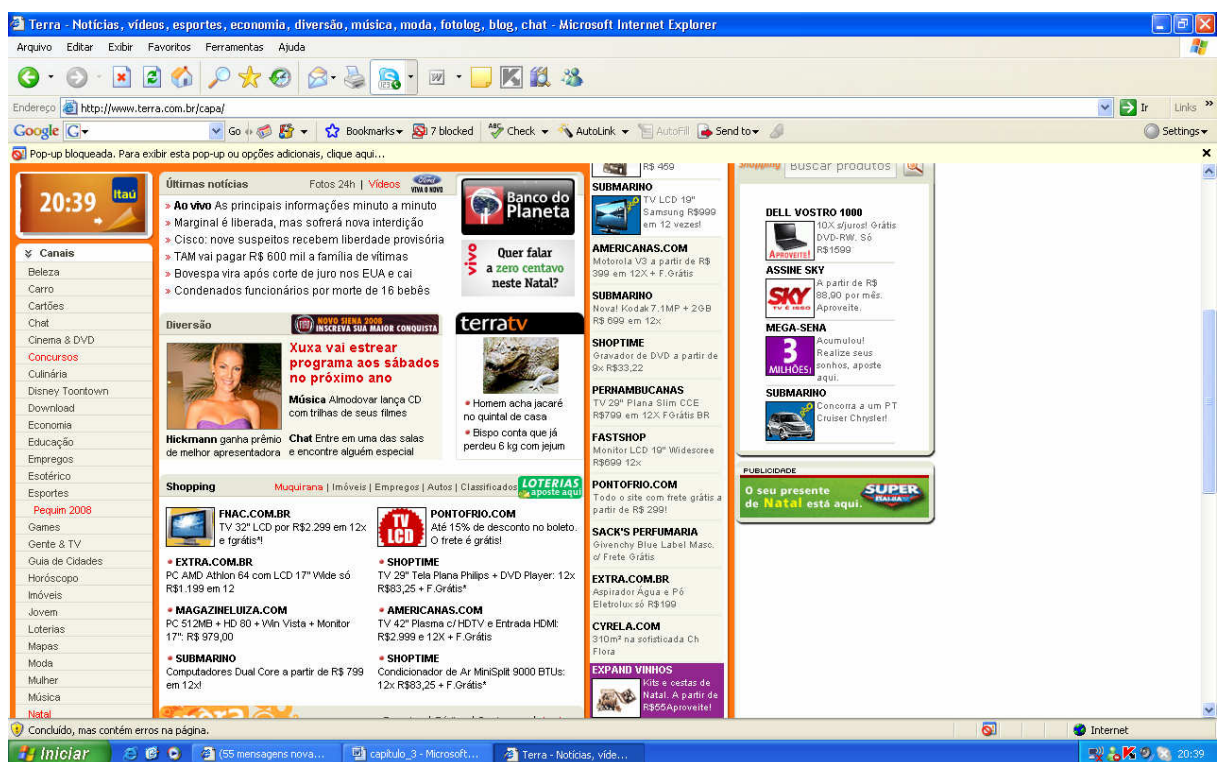 Terra - Notícias, vídeos, esportes, economia, diversão, música, moda, fotolog, blog, chat - Microsoft Internet Explorer
Arquivo Editar Exibir Favoritos Ferramentas Ajuda
Endereço http://www.terra.com.br/capa/ Ir Links »
Google G Go Bookmarks 7 blocked Check AutoLink AutoFill Send to Settings
Pop-up bloqueada. Para exibir esta pop-up ou opções adicionais, clique aqui...
20:39 Itaú
Canais
Beleza
Carro
Cartões
Chat
Cinema & DVD
Concursos
Culinária
Disney Toontown
Download
Economia
Educação
Empregos
Esotérico
Esportes
Pequim 2008
Games
Gente & TV
Guia de Cidades
Horóscopo
Imóveis
Jovem
Loterias
Mapas
Moda
Mulher
Música
Natal
Últimas notícias Fotos 24h | Vídeos Ford VIVA O NOVO
» Ao vivo As principais informações minuto a minuto
» Marginal é liberada, mas sofrerá nova interdição
» Cisco: nove suspeitos recebem liberdade provisória
» TAM vai pagar R$ 600 mil a família de vítimas
» Bovespa vira após corte de juro nos EUA e cai
» Condenados funcionários por morte de 16 bebês
Banco do
Planeta
vivo
Quer falar
a zero centavo
neste Natal?
Diversão
NOVO SIENA 2008
INSCREVA SUA MAIOR CONQUISTA
Xuxa vai estrear
programa aos sábados
no próximo ano
Música Almodovar lança CD
com trilhas de seus filmes
Hickmann ganha prêmio
de melhor apresentadora
Chat Entre em uma das salas
e encontre alguém especial
terratv
Homem acha jacaré
no quintal de casa
Bispo conta que já
perdeu 6 kg com jejum
Shopping Muquirana | Imóveis | Empregos | Autos | Classificados
LOTERIAS
aposte aqui
FNAC.COM.BR
TV 32" LCD por R$2.299 em 12x
e fgrátis*!
TV
LCD
PONTOFRIO.COM
Até 15% de desconto no boleto.
O frete é grátis!
EXTRA.COM.BR
PC AMD Athlon 64 com LCD 17" Wide só
R$1.199 em 12
SHOPTIME
TV 29" Tela Plana Philips + DVD Player: 12x
R$83,25 + F.Grátis*
MAGAZINELUIZA.COM
PC 512MB + HD 80 + Win Vista + Monitor
17": R$ 979,00
AMERICANAS.COM
TV 42" Plasma c/ HDTV e Entrada HDMI:
R$2.999 e 12X + F.Grátis
SUBMARINO
Computadores Dual Core a partir de R$ 799
em 12x!
SHOPTIME
Condicionador de Ar MiniSplit 9000 BTUs:
12x R$83,25 + F.Grátis*
R$ 459
SUBMARINO
TV LCD 19"
Samsung R$999
em 12 vezes!
AMERICANAS.COM
Motorola V3 a partir de R$
399 em 12X + F.Grátis
SUBMARINO
Nova! Kodak 7.1MP + 2GB
R$ 699 em 12x
SHOPTIME
Gravador de DVD a partir de
9x R$33,22
PERNAMBUCANAS
TV 29" Plana Slim CCE
R$799 em 12X FGrátis BR
FASTSHOP
Monitor LCD 19" Widescree
R$699 12x
PONTOFRIO.COM
Todo o site com frete grátis a
partir de R$ 299!
SACK'S PERFUMARIA
Givenchy Blue Label Masc.
c/ Frete Grátis
EXTRA.COM.BR
Aspirador Água e Pó
Eletrolux só R$199
CYRELA.COM
310m² na sofisticada Ch
Flora
EXPAND VINHOS
Kits e cestas de
Natal. A partir de
R$55Aproveite!
Shopping Buscar produtos
DELL VOSTRO 1000
10X s/juros! Grátis
DVD-RW. Só
R$1599
APROVEITE!
ASSINE SKY
SKY
TV É ISSO
A partir de R$
88,90 por mês.
Aproveite.
MEGA-SENA
3
MILHÕES!
Acumulou!
Realize seus
sonhos, aposte
aqui.
SUBMARINO
Concorra a um PT
Cruiser Chrysler!
PUBLICIDADE
O seu presente
de Natal está aqui.
SUPER
Concluído, mas contém erros na página. Internet
Iniciar (55 mensagens nova... capítulo_3 - Microsoft... Terra - Notícias, víde... 20:39